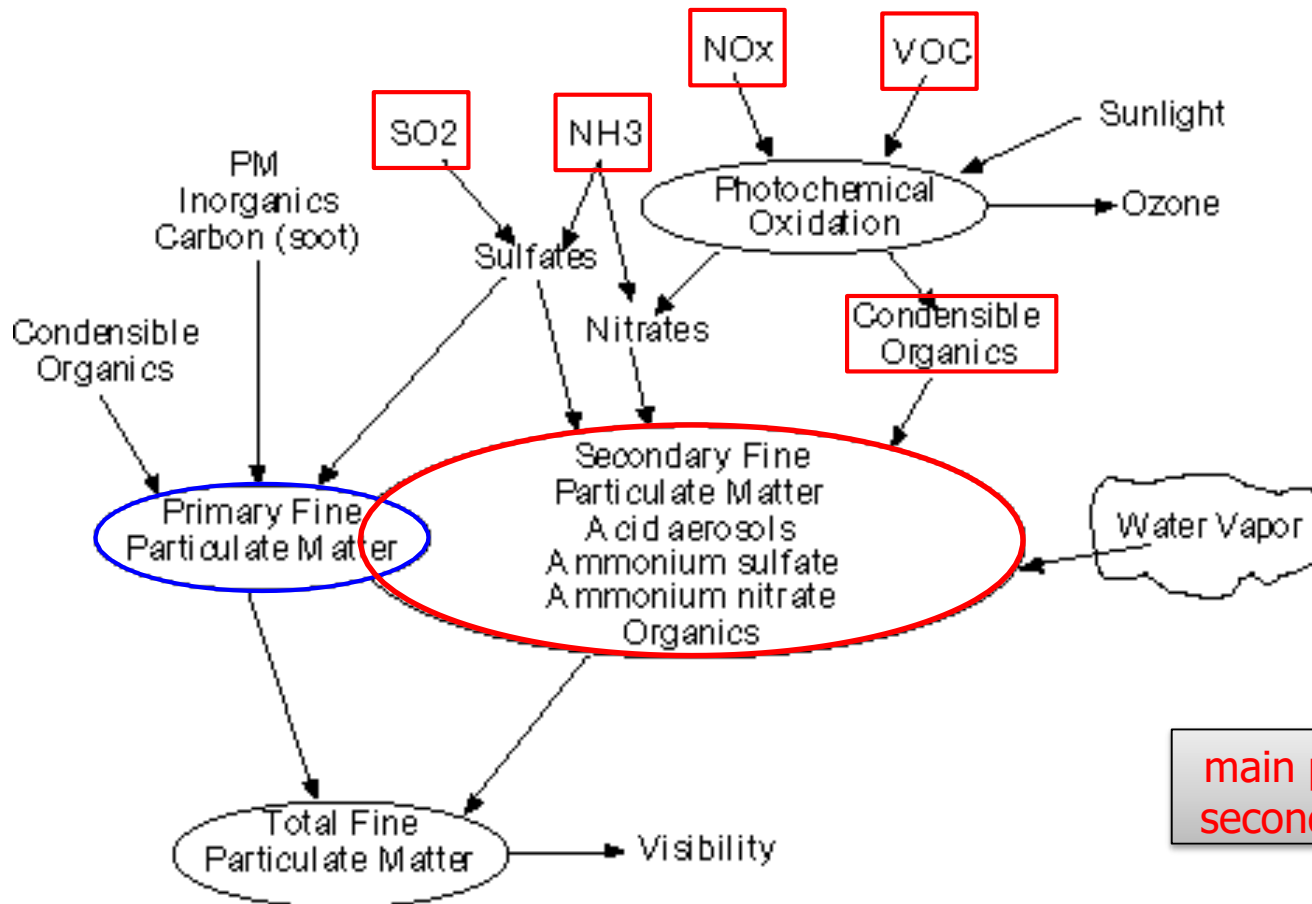 NOx
VOC
SO2
NH3
Sunlight
PM
Inorganics
Carbon (soot)
Photochemical
Oxidation
Ozone
Sulfates
Condensible
Organics
Nitrates
Condensible
Organics
Primary Fine
Particulate Matter
Secondary Fine
Particulate Matter
Acid aerosols
Ammonium sulfate
Ammonium nitrate
Organics
Water Vapor
main
Total Fine
Particulate Matter
Visibility